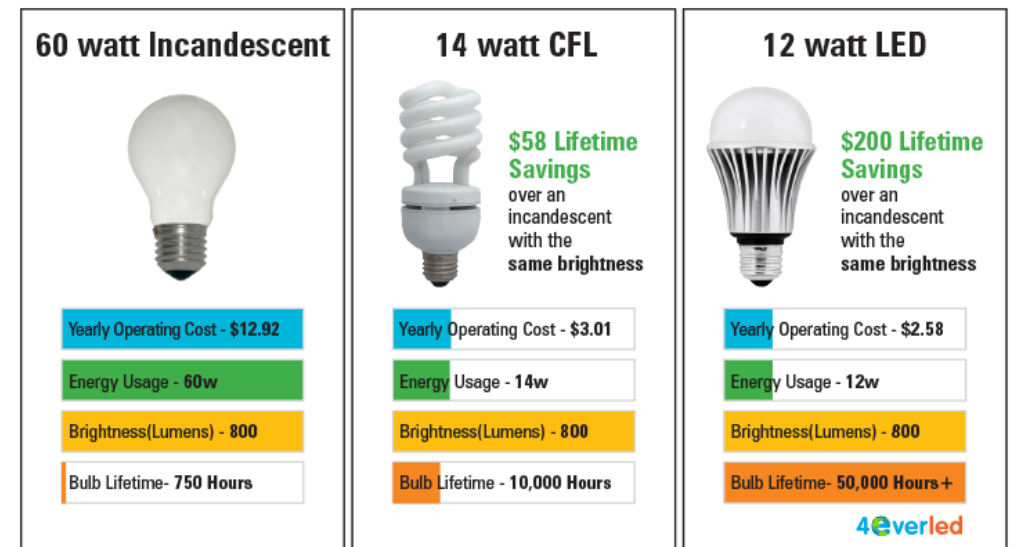 60 watt Incandescent
Yearly Operating Cost - $12.92
Energy Usage - 60w
Brightness(Lumens) - 800
Bulb Lifetime- 750 Hours
14 watt CFL
$58 Lifetime
Savings
over an
incandescent
with the
same brightness
Yearly Operating Cost - $3.01
Energy Usage - 14w
Brightness(Lumens) - 800
Bulb Lifetime - 10,000 Hours
12 watt LED
$200 Lifetime
Savings
over an
incandescent
with the
same brightness
Yearly Operating Cost - $2.58
Energy Usage - 12w
Brightness(Lumens) - 800
Bulb Lifetime- 50,000 Hours+
4everled